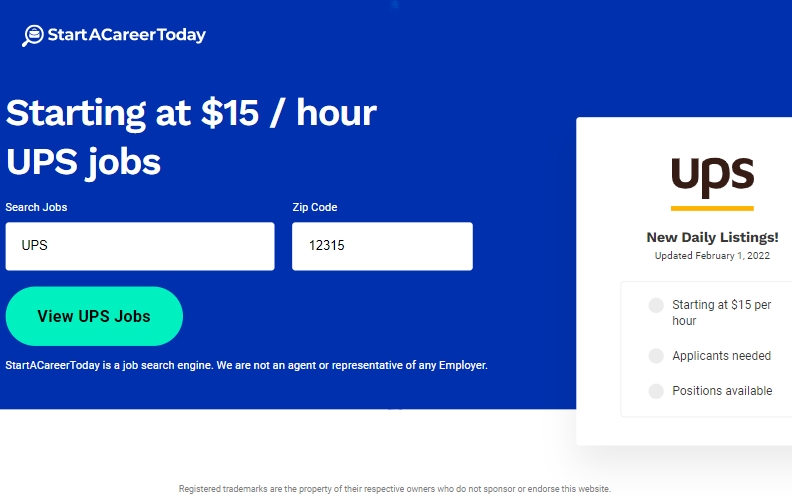 StartACareerToday
Starting at $15 / hour
UPS jobs
Search Jobs
Zip Code
UPS
12315
View UPS Jobs
StartACareerToday is a job search engine. We are not an agent or representative of any Employer.
ups
New Daily Listings!
Updated February 1, 2022
Starting at $15 per
hour
Applicants needed
Positions available
Registered trademarks are the property of their respective owners who do not sponsor or endorse this website.